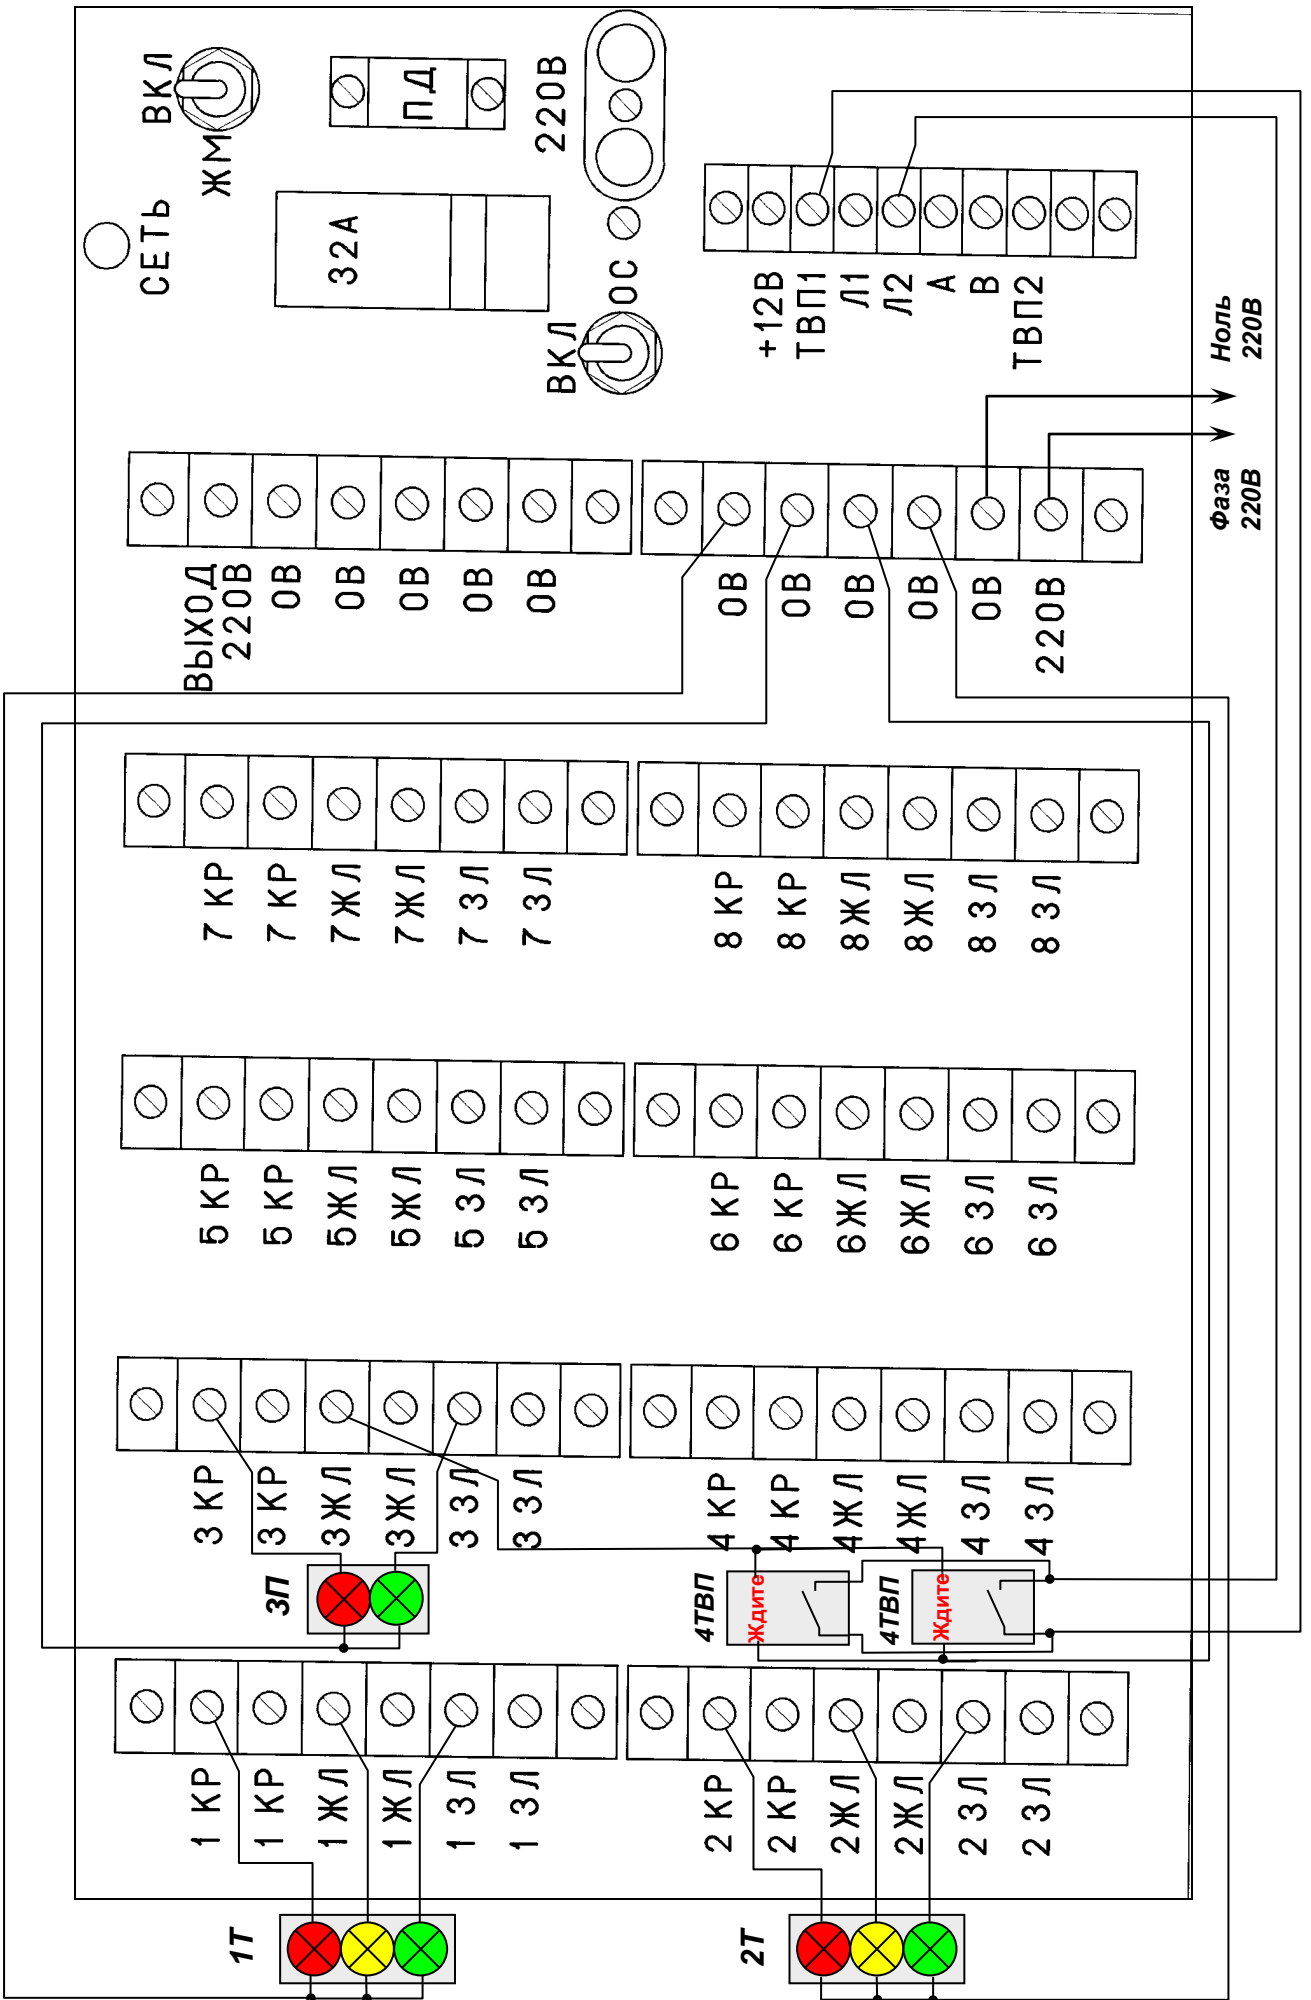 ВКЛ
ЖМ
ПД
220В
СЕТЬ
32А
ВКЛ
ОС
+12В
ТВП1
Л1
Л2
А
В
ТВП2
Ноль
220В
Фаза
220В
ВЫХОД
220В
0В
0В
0В
0В
0В
0В
0В
0В
0В
0В
220В
7 КР
7 КР
7 ЖЛ
7 ЖЛ
7 ЗЛ
7 ЗЛ
8 КР
8 КР
8 ЖЛ
8 ЖЛ
8 ЗЛ
8 ЗЛ
5 КР
5 КР
5 ЖЛ
5 ЖЛ
5 ЗЛ
5 ЗЛ
6 КР
6 КР
6 ЖЛ
6 ЖЛ
6 ЗЛ
6 ЗЛ
3 КР
3 КР
3 ЖЛ
3 ЖЛ
3 ЗЛ
3 ЗЛ
4 КР
4 КР
4 ЖЛ
4 ЖЛ
4 ЗЛ
4 ЗЛ
3П
4ТВП
Ждите
4ТВП
Ждите
1 КР
1 КР
1 ЖЛ
1 ЖЛ
1 ЗЛ
1 ЗЛ
2 КР
2 КР
2 ЖЛ
2 ЖЛ
2 ЗЛ
2 ЗЛ
1Т
2Т